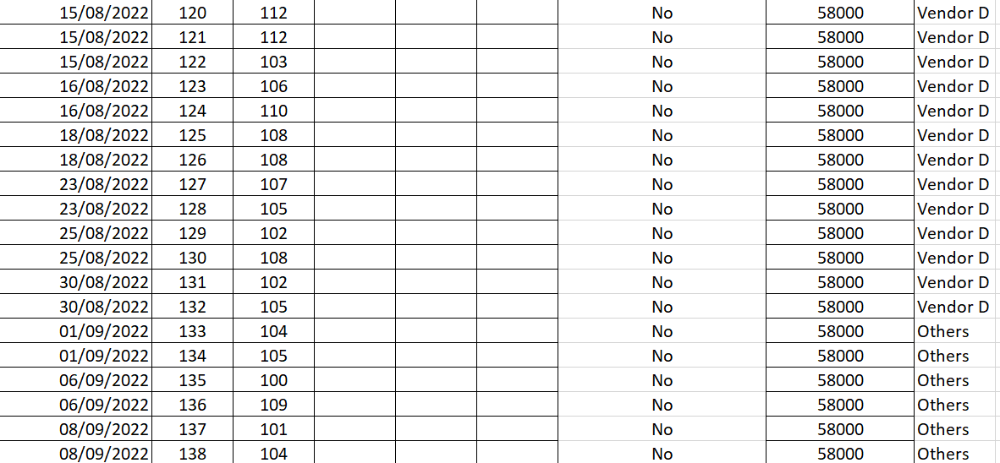 15/08/2022 120 112 No 58000 Vendor D
15/08/2022 121 112 No 58000 Vendor D
15/08/2022 122 103 No 58000 Vendor D
16/08/2022 123 106 No 58000 Vendor D
16/08/2022 124 110 No 58000 Vendor D
18/08/2022 125 108 No 58000 Vendor D
18/08/2022 126 108 No 58000 Vendor D
23/08/2022 127 107 No 58000 Vendor D
23/08/2022 128 105 No 58000 Vendor D
25/08/2022 129 102 No 58000 Vendor D
25/08/2022 130 108 No 58000 Vendor D
30/08/2022 131 102 No 58000 Vendor D
30/08/2022 132 105 No 58000 Vendor D
01/09/2022 133 104 No 58000 Others
01/09/2022 134 105 No 58000 Others
06/09/2022 135 100 No 58000 Others
06/09/2022 136 109 No 58000 Others
08/09/2022 137 101 No 58000 Others
08/09/2022 138 104 No 58000 Others